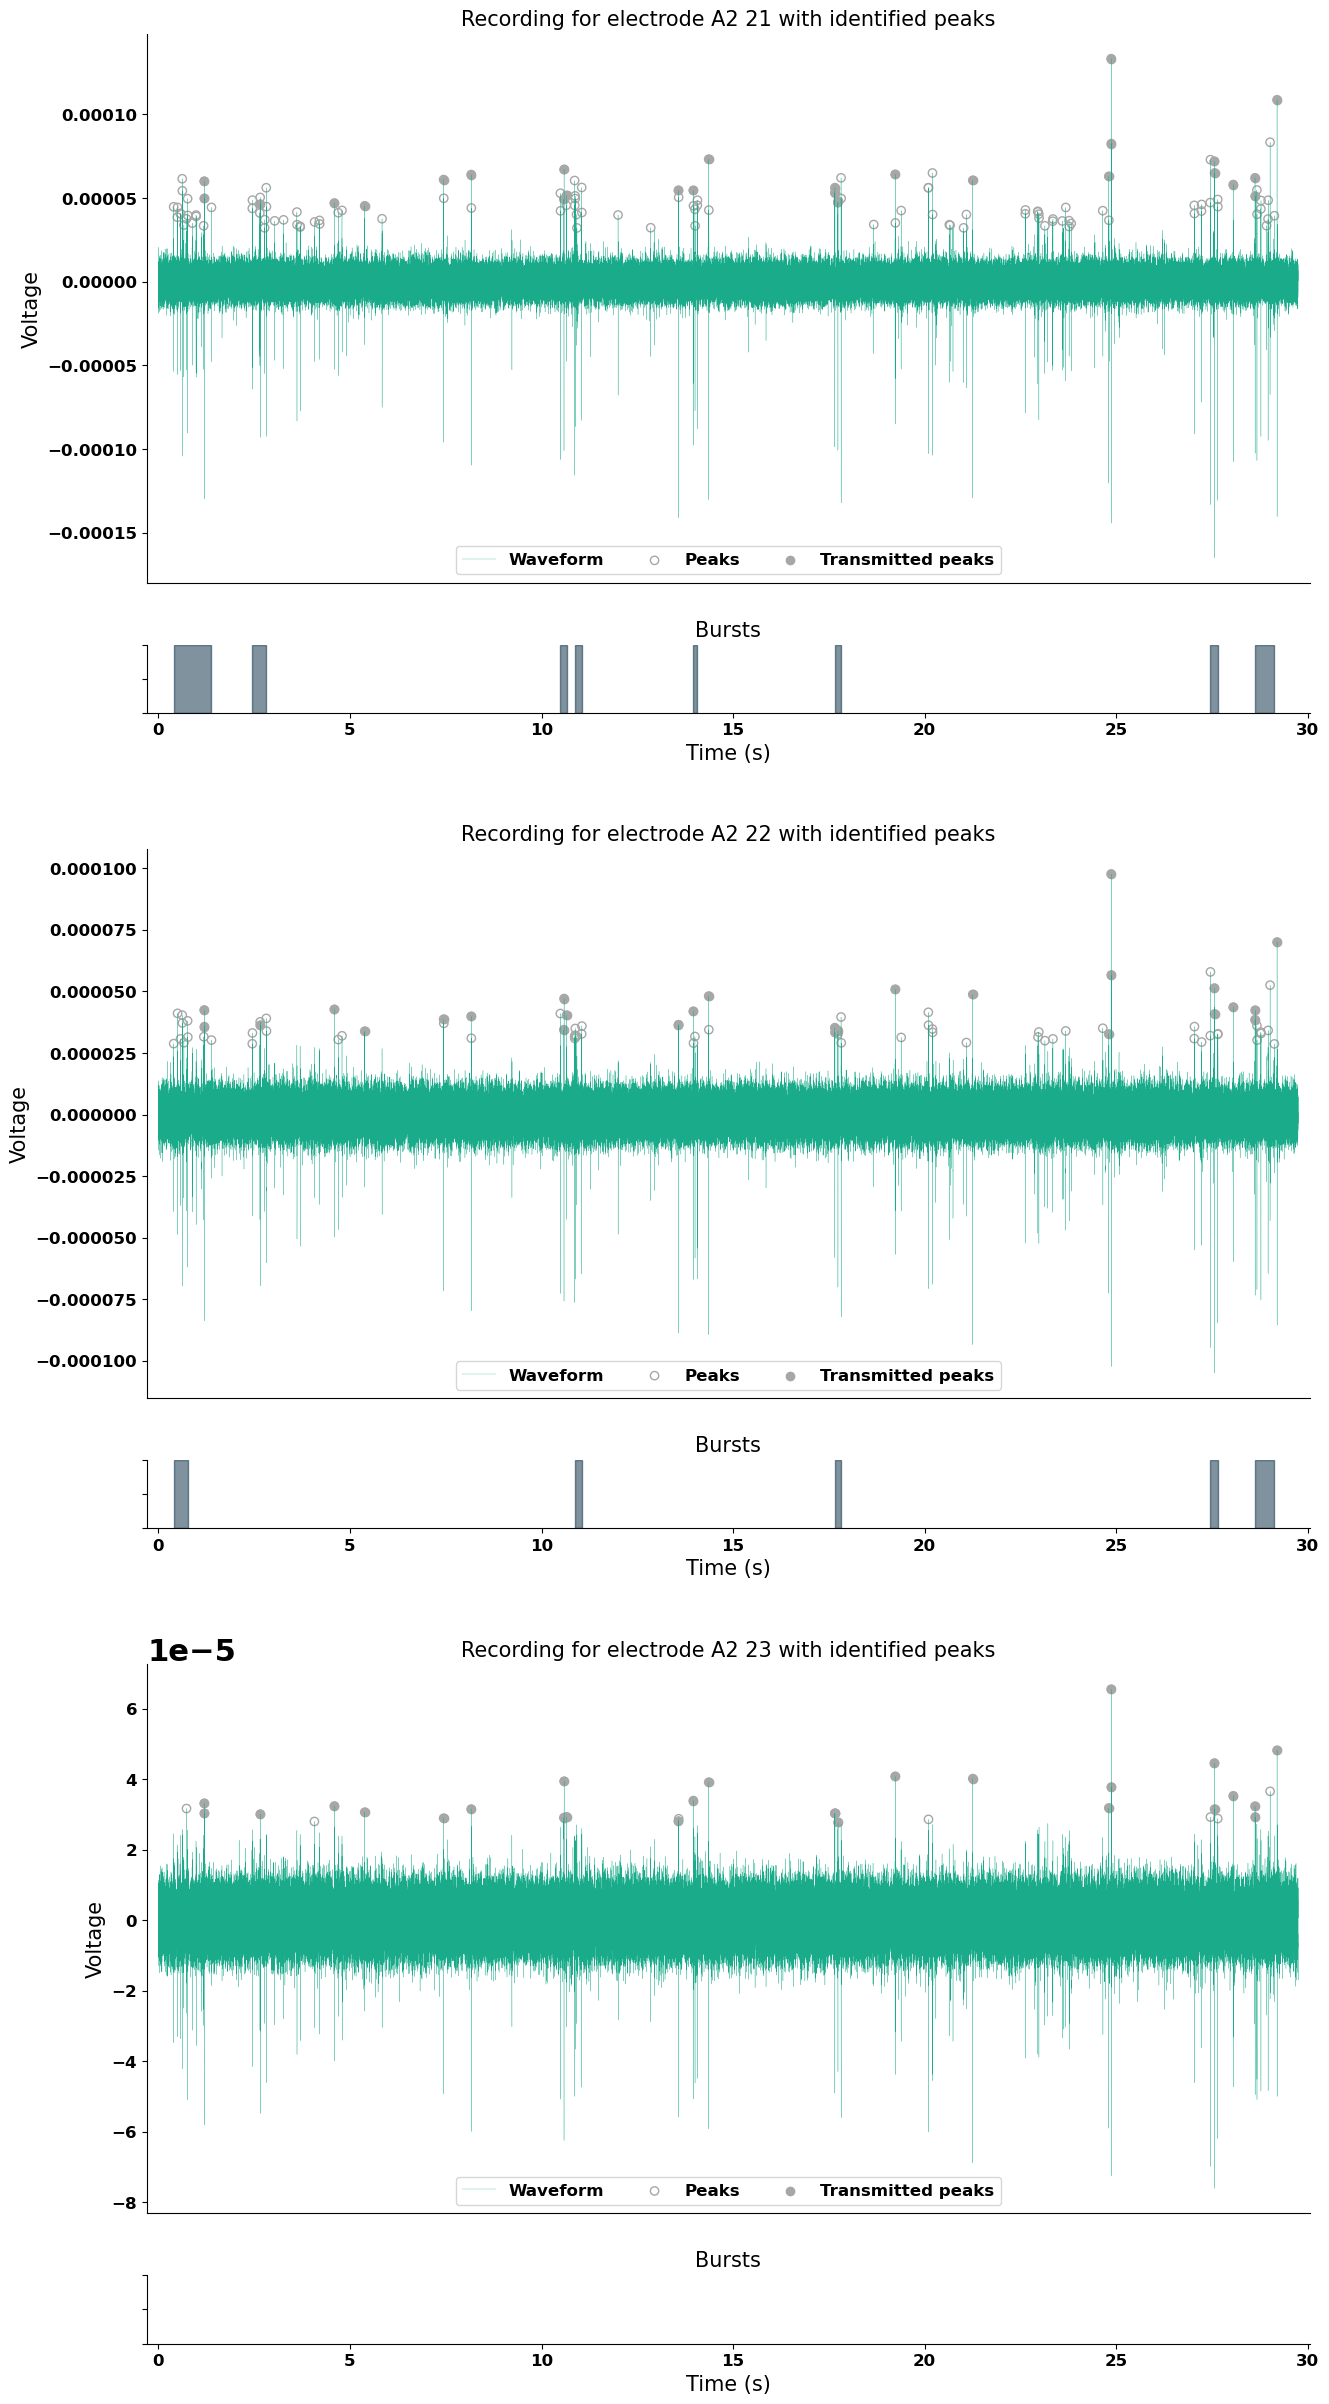 Recording for electrode A2 21 with identified peaks
0.00010
0.00005
0.00000
−0.00005
−0.00010
−0.00015
Voltage
Waveform Peaks Transmitted peaks
Bursts
0 5 10 15 20 25 30
Time (s)
Recording for electrode A2 22 with identified peaks
0.000100
0.000075
0.000050
0.000025
0.000000
−0.000025
−0.000050
−0.000075
−0.000100
Voltage
Waveform Peaks Transmitted peaks
Bursts
0 5 10 15 20 25 30
Time (s)
1e−5 Recording for electrode A2 23 with identified peaks
6
4
2
0
−2
−4
−6
−8
Voltage
Waveform Peaks Transmitted peaks
Bursts
0 5 10 15 20 25 30
Time (s)